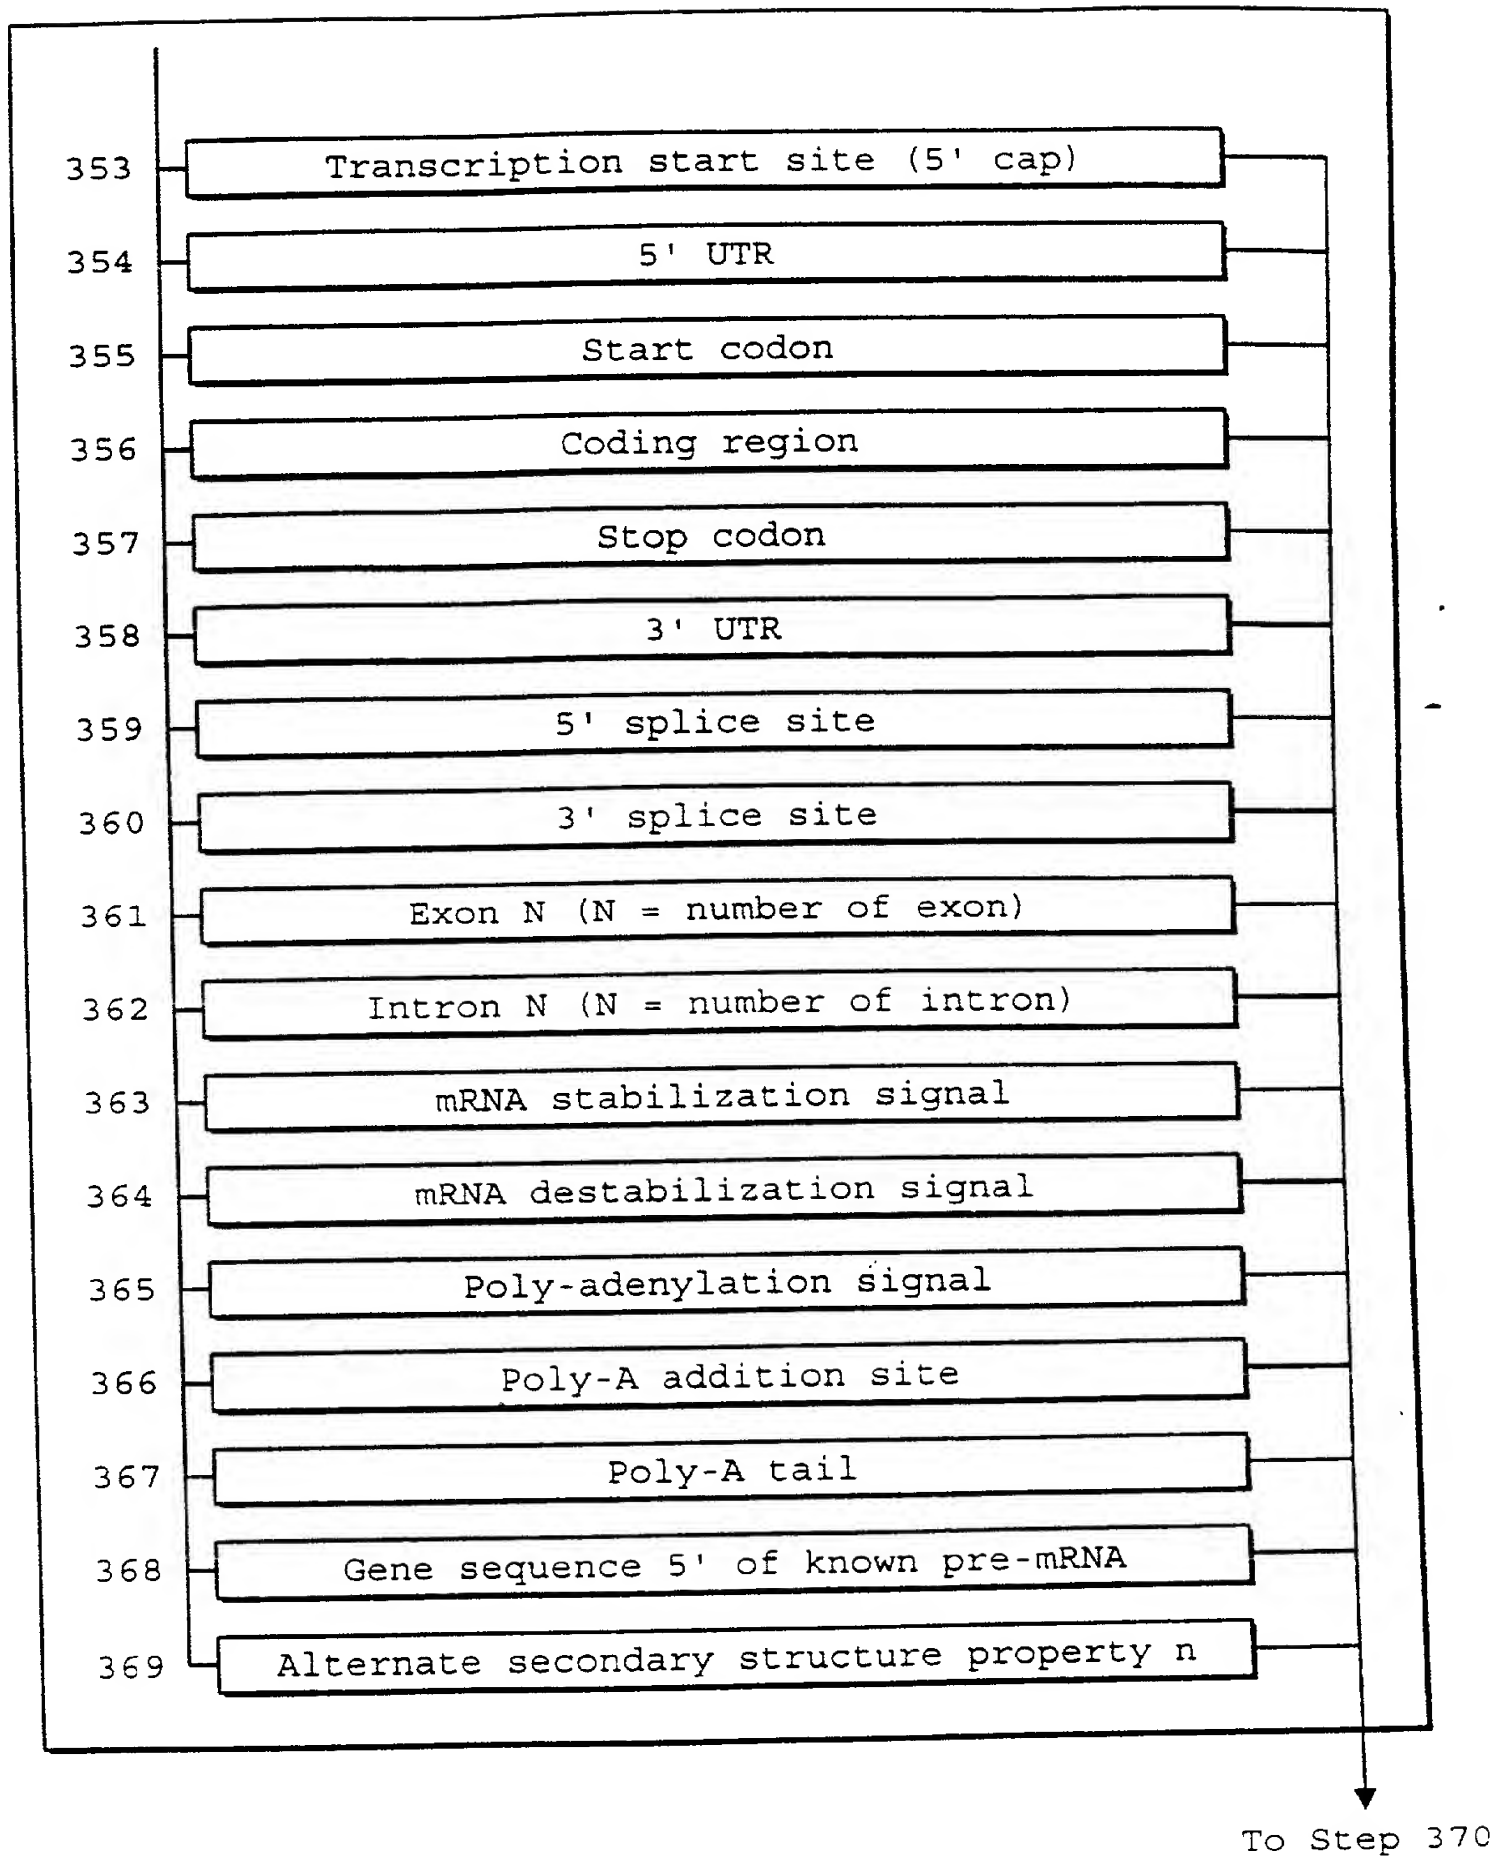 353 Transcription start site (5' cap)
354 5' UTR
355 Start codon
356 Coding region
357 Stop codon
358 3' UTR
359 5' splice site
360 3' splice site
361 Exon N (N = number of exon)
362 Intron N (N = number of intron)
363 mRNA stabilization signal
364 mRNA destabilization signal
365 Poly-adenylation signal
366 Poly-A addition site
367 Poly-A tail
368 Gene sequence 5' of known pre-mRNA
369 Alternate secondary structure property n
To Step 370